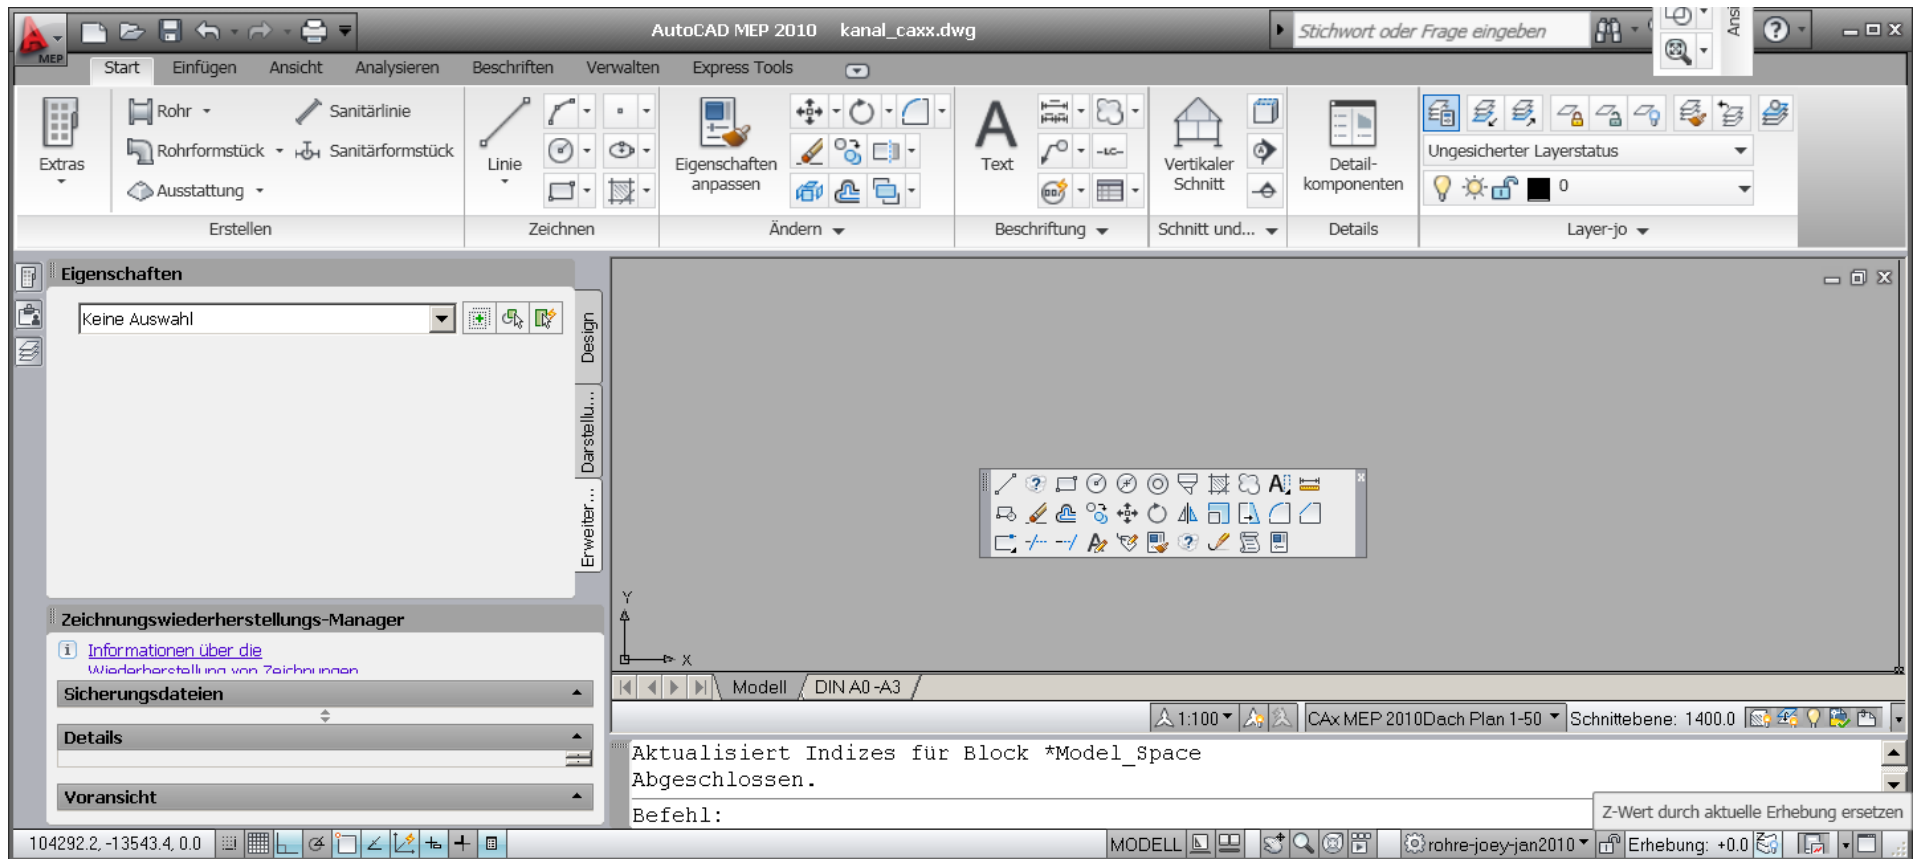 AutoCAD MEP 2010 kanal_caxx.dwg
Stichwort oder Frage eingeben
Ansi
MEP
Start Einfügen Ansicht Analysieren Beschriften Verwalten Express Tools
Rohr Sanitärlinie
Rohrformstück Sanitärformstück
Ausstattung
Extras
Linie
Eigenschaften anpassen
A
Text
-LC-
Vertikaler Schnitt
Detail-
komponenten
Ungesicherter Layerstatus
0
Erstellen Zeichnen Ändern Beschriftung Schnitt und... Details Layer-jo
Eigenschaften
Keine Auswahl
Design
Darstellu...
Erweiter ...
Zeichnungswiederherstellungs-Manager
Informationen über die
Wiederherstellung von Zeichnungen
Sicherungsdateien
Details
Voransicht
Y
X
Modell DIN A0-A3
1:100 CAx MEP 2010Dach Plan 1-50 Schnittebene: 1400.0
Aktualisiert Indizes für Block *Model_Space
Abgeschlossen.
Befehl:
Z-Wert durch aktuelle Erhebung ersetzen
104292.2, -13543.4, 0.0 MODELL rohre-joey-jan2010 Erhebung: +0.0